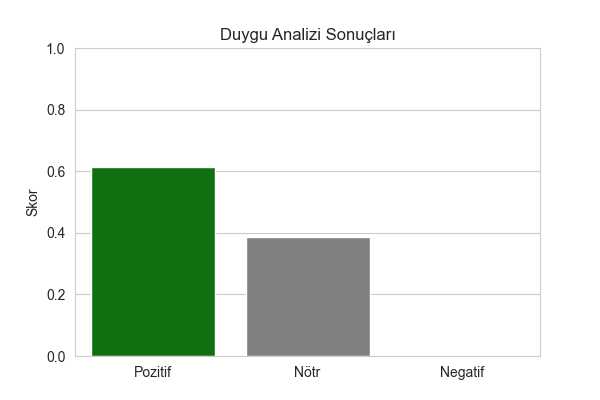 Duygu Analizi Sonuçları
1.0
0.8
0.6
0.4
0.2
0.0
Skor
Pozitif
Nötr
Negatif